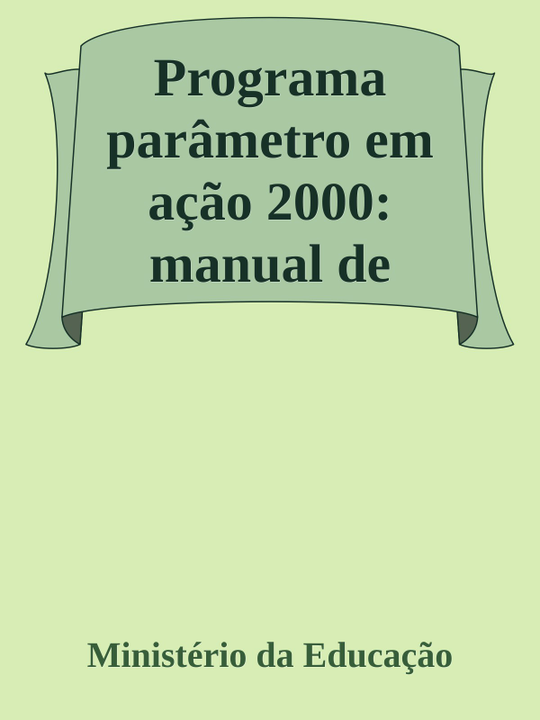 Programa
parâmetro em
ação 2000:
manual de
Ministério da Educação